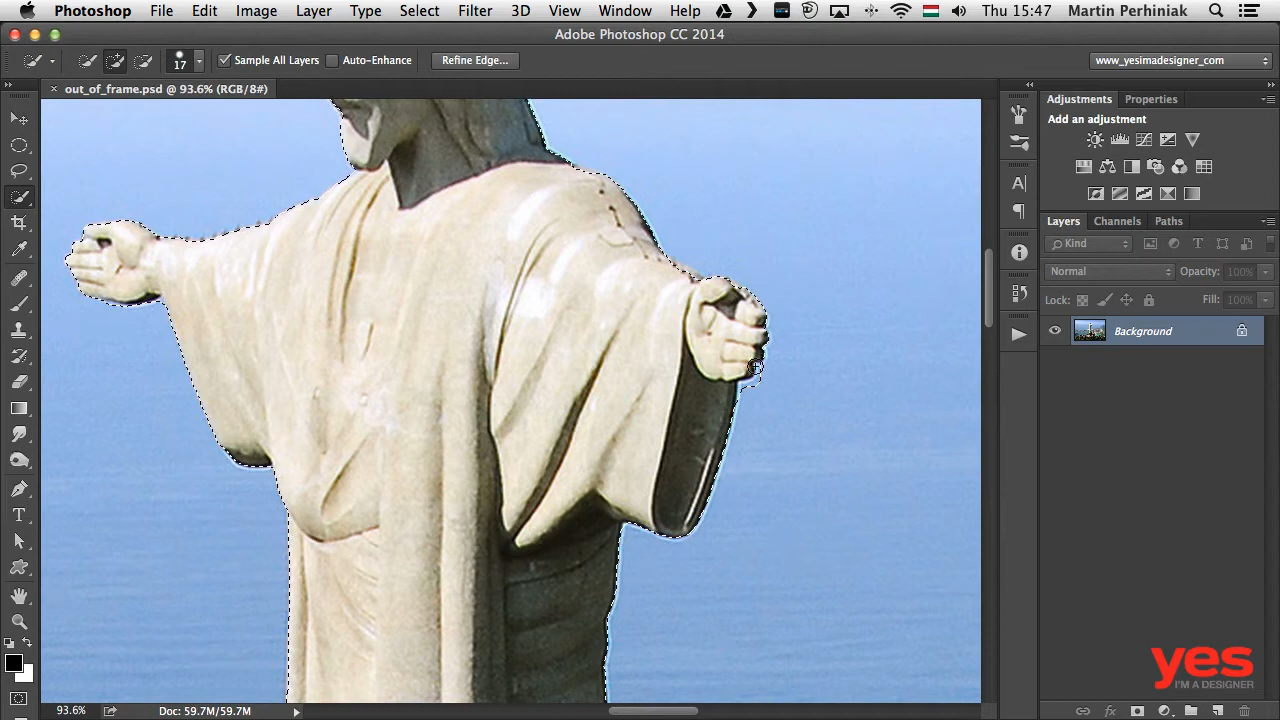 Photoshop File Edit Image Layer Type Select Filter 3D View Window Help Thu 15:47 Martin Perhiniak
Adobe Photoshop CC 2014
17 Sample All Layers Auto-Enhance Refine Edge... www_yesimadesigner_com
× out_of_frame.psd @ 93.6% (RGB/8#)
Adjustments Properties
Add an adjustment
Layers Channels Paths
Kind
Normal Opacity: 100%
Lock: Fill: 100%
Background
yes
I'M A DESIGNER
93.6% Doc: 59.7M/59.7M